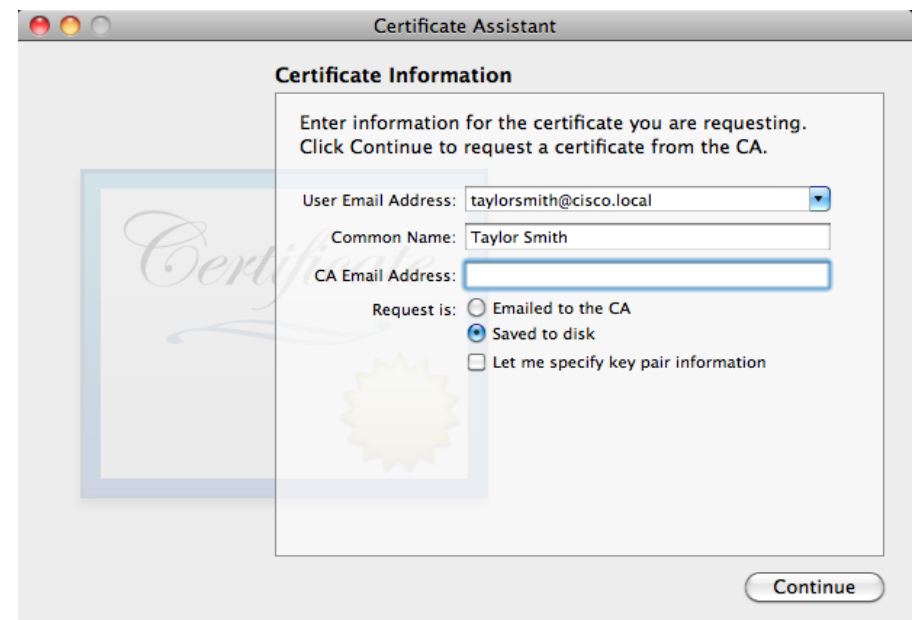 Certificate Assistant
Certificate Information
Enter information for the certificate you are requesting.
Click Continue to request a certificate from the CA.
User Email Address: taylorsmith@cisco.local
Common Name: Taylor Smith
Certificate
CA Email Address:
Request is: Emailed to the CA
Saved to disk
Let me specify key pair information
Continue